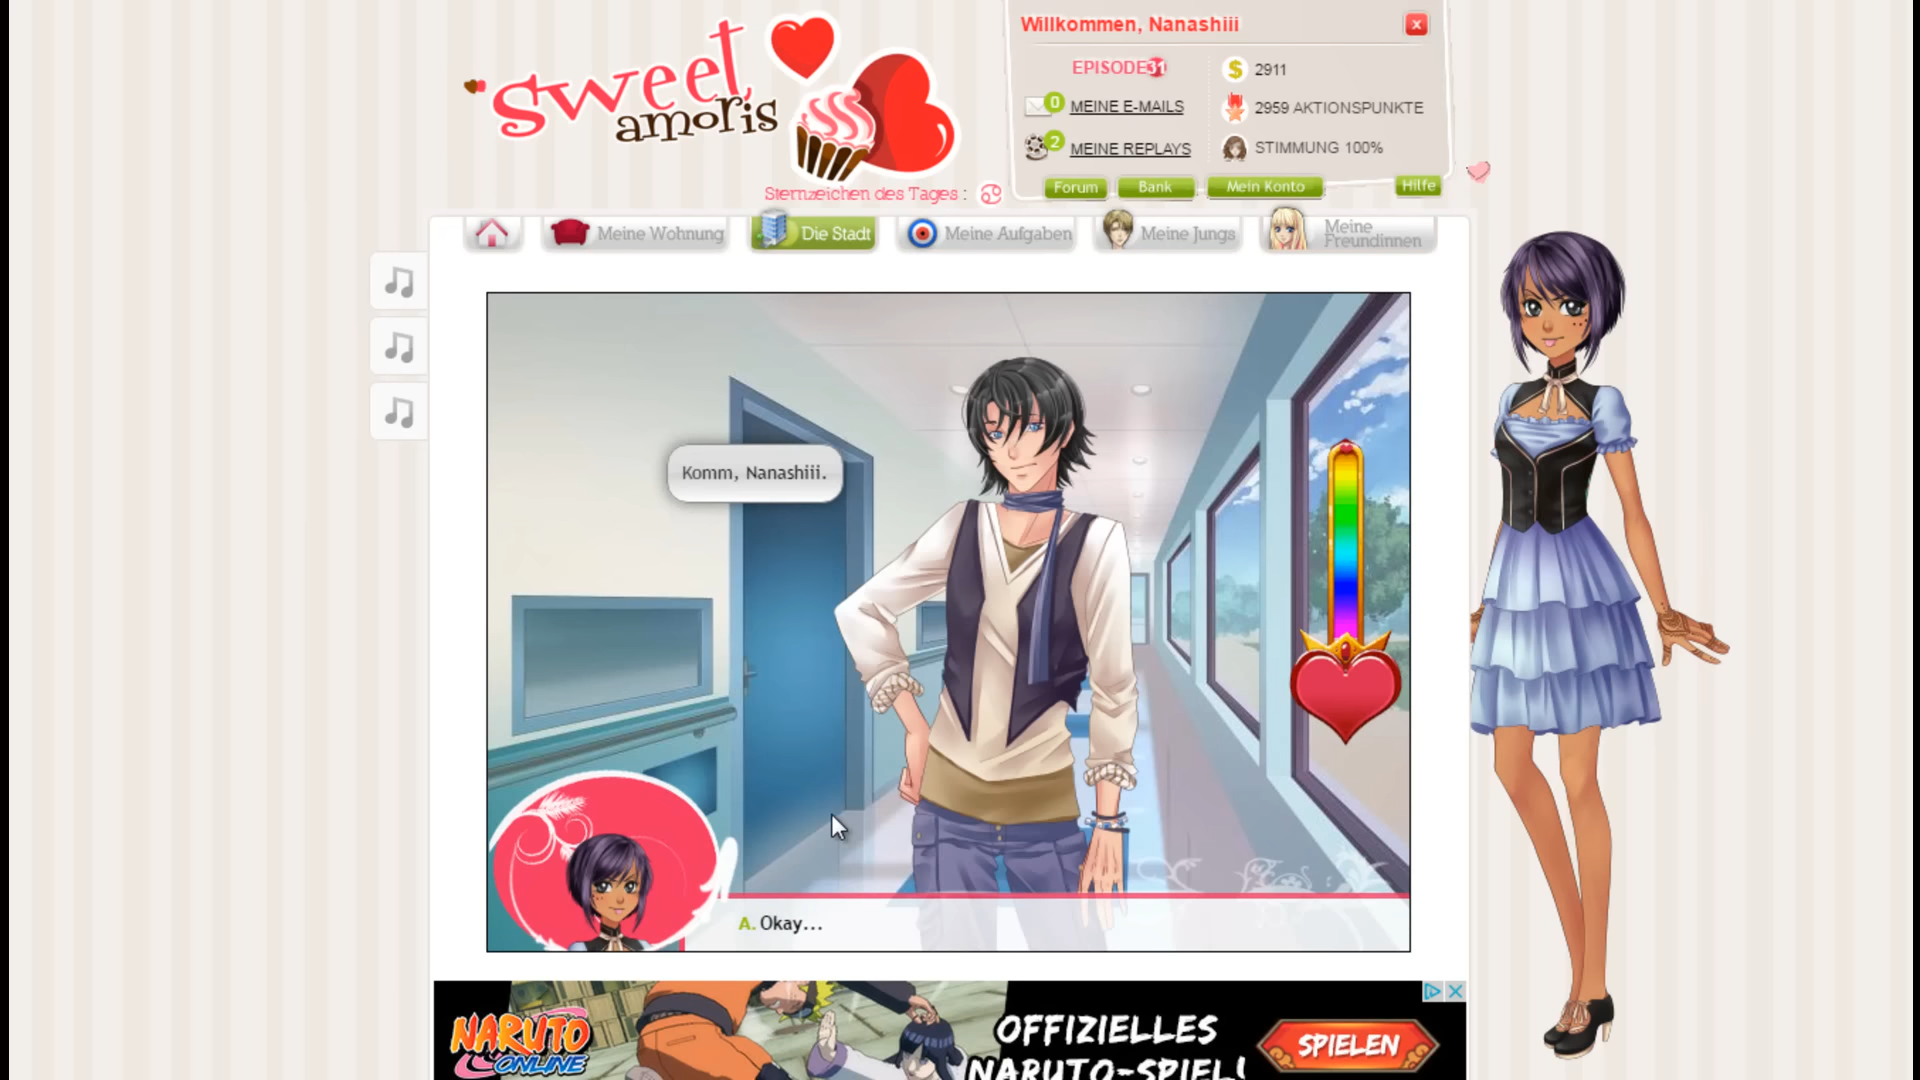 sweet
amoris
Sternzeichen des Tages :
Willkommen, Nanashiii
x
EPISODE 31
$ 2911
0 MEINE E-MAILS
2959 AKTIONSPUNKTE
2 MEINE REPLAYS
STIMMUNG 100%
Forum
Bank
Mein Konto
Hilfe
Meine Wohnung
Die Stadt
Meine Aufgaben
Meine Jungs
Meine
Freundinnen
Komm, Nanashiii.
A. Okay...
NARUTO
ONLINE
OFFIZIELLES
NARUTO-SPIEL!
SPIELEN